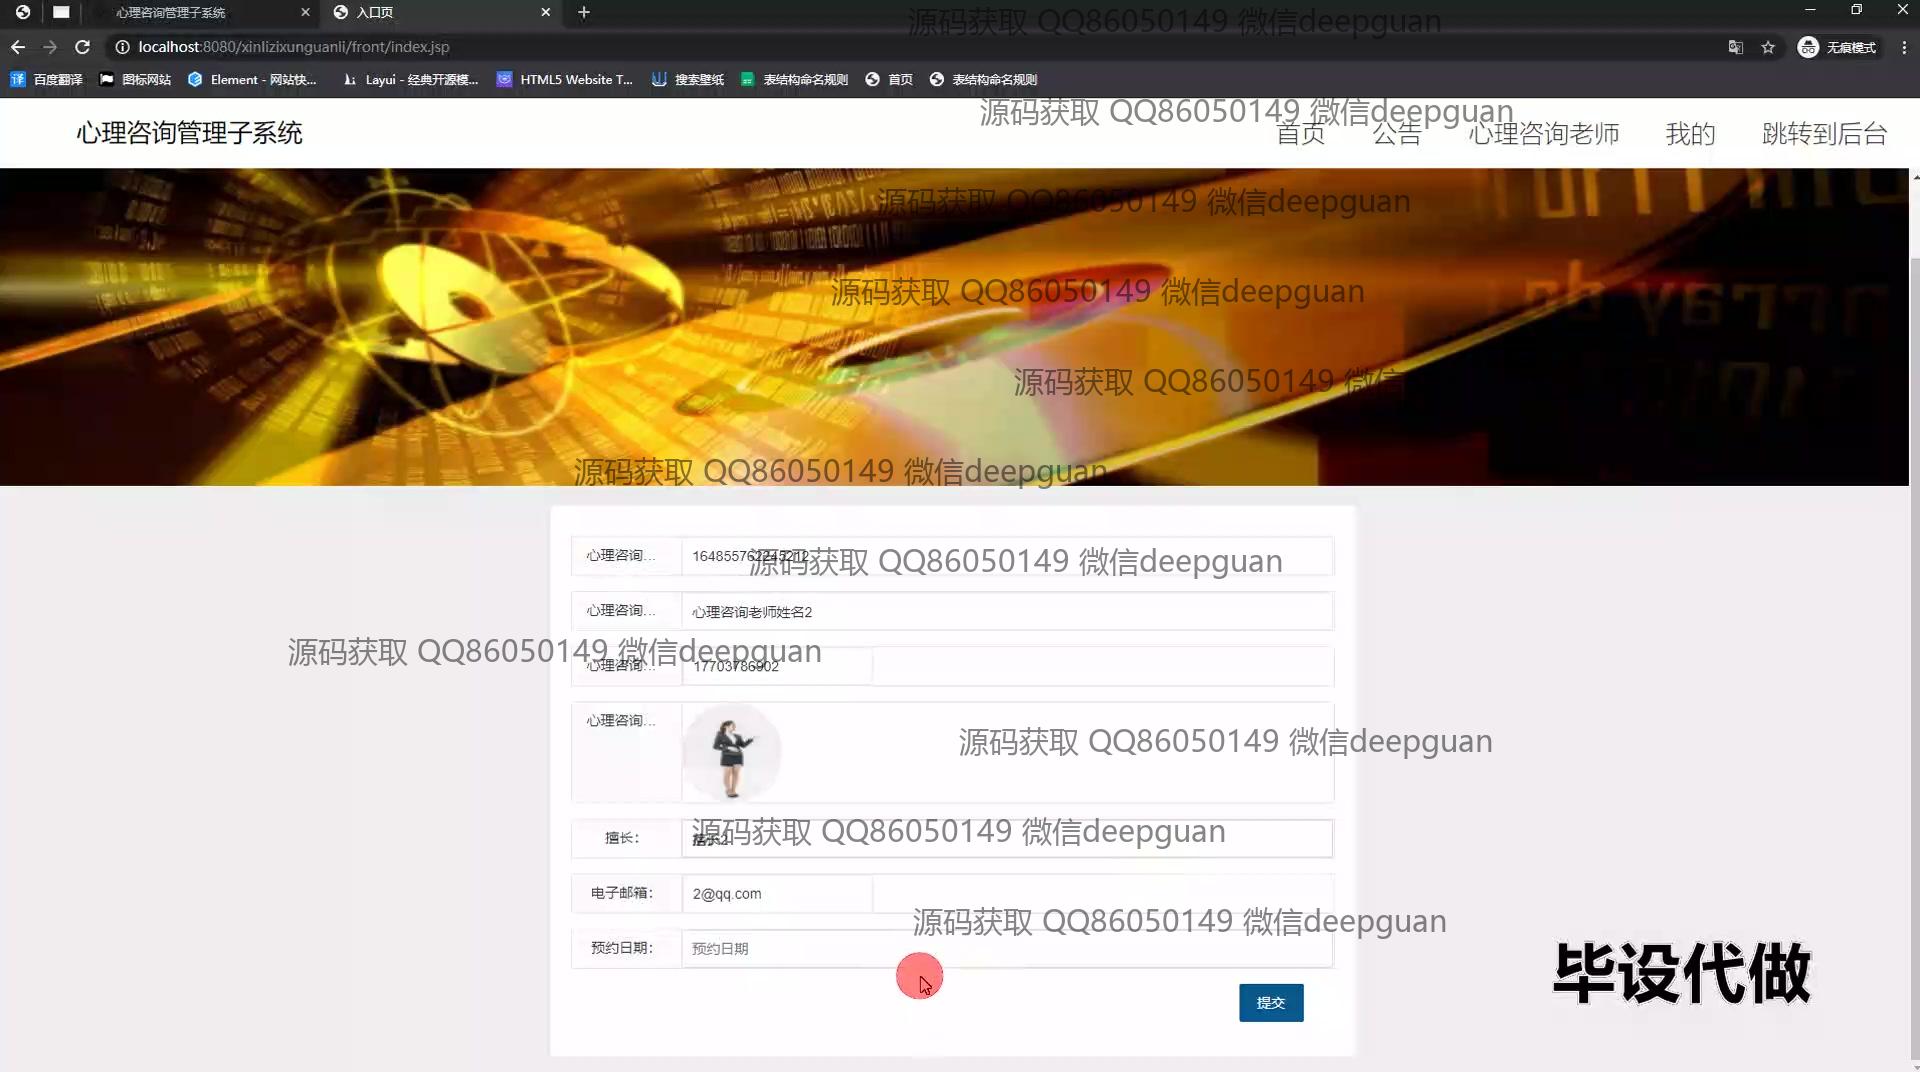 心理咨询管理子系统
入口页
源码获取 QQ86050149 微信deepguan
localhost:8080/xinlizixunguanli/front/index.jsp
无痕模式
百度翻译
图标网站
Element - 网站快...
Layui - 经典开源模...
HTML5 Website T...
搜索壁纸
表结构命名规则
首页
表结构命名规则
源码获取 QQ86050149 微信deepguan
心理咨询管理子系统
首页
公告
心理咨询老师
我的
跳转到后台
源码获取 QQ86050149 微信deepguan
源码获取 QQ86050149 微信deepguan
源码获取 QQ86050149 微信
源码获取 QQ86050149 微信deepguan
心理咨询...
164855762245212
源码获取 QQ86050149 微信deepguan
心理咨询...
心理咨询老师姓名2
源码获取 QQ86050149 微信deepguan
心理咨询...
17703786902
心理咨询...
源码获取 QQ86050149 微信deepguan
擅长：
源码获取 QQ86050149 微信deepguan
电子邮箱：
2@qq.com
源码获取 QQ86050149 微信deepguan
预约日期：
预约日期
毕设代做
提交